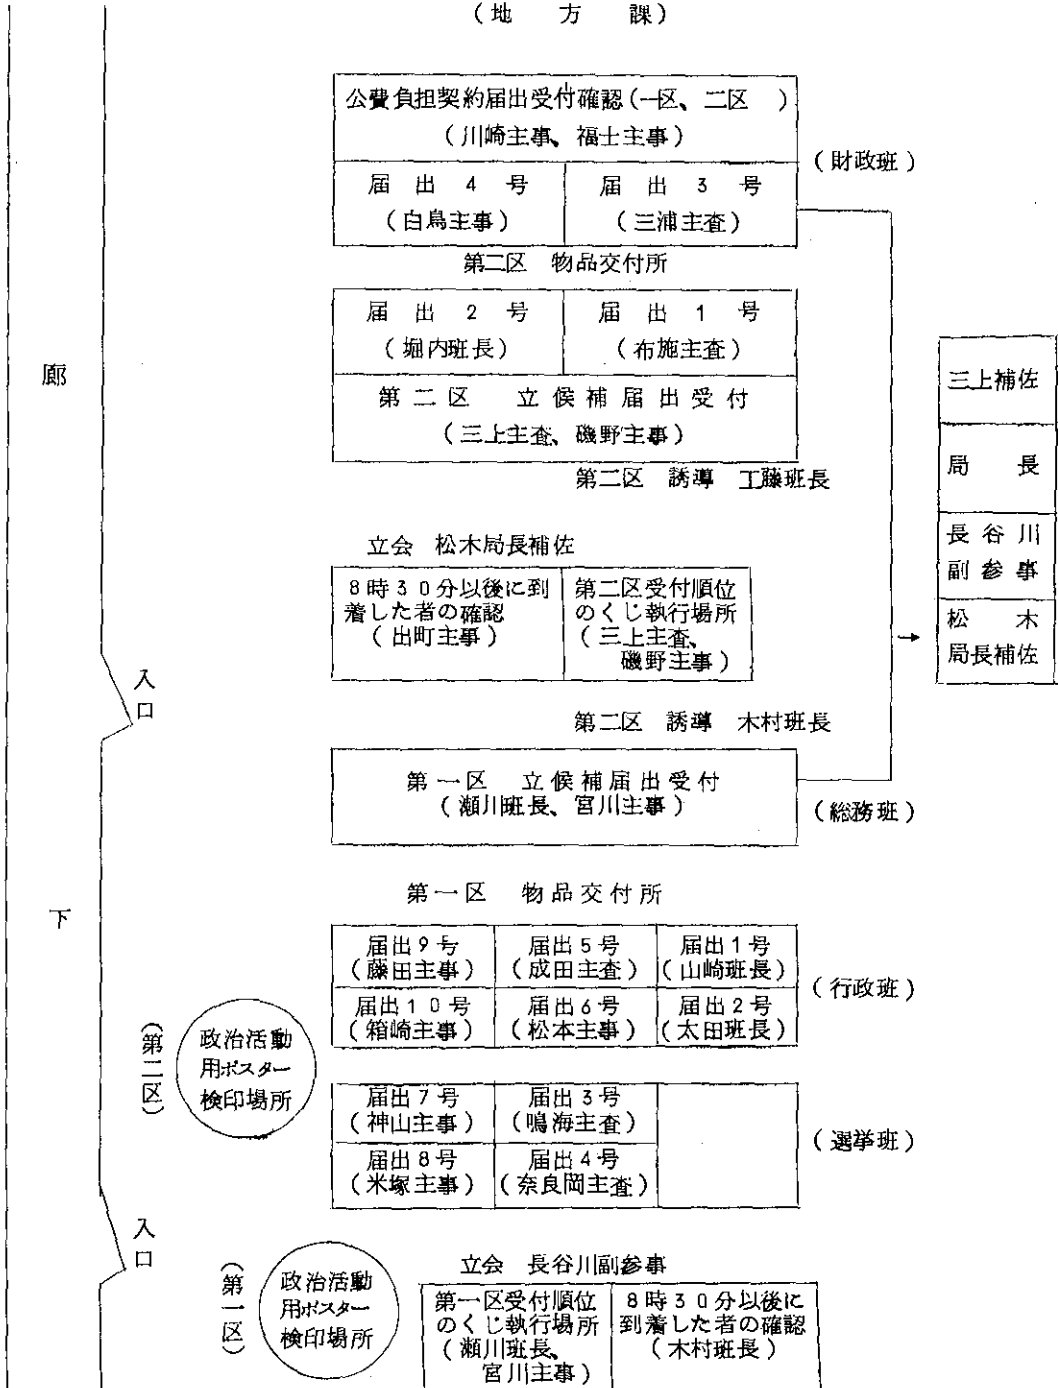 （地　方　課）
公費負担契約届出受付確認（一区、二区　）
（川崎主事、福士主事）
（財政班）
届　出　4　号
（白鳥主事）
届　出　3　号
（三浦主査）
第二区　物品交付所
届　出　2　号
（堀内班長）
届　出　1　号
（布施主査）
第二区　立候補届出受付
（三上主査、磯野主事）
第二区　誘導　工藤班長
三上補佐
局　長
長谷川
副参事
松　木
局長補佐
廊
下
立会　松木局長補佐
8時30分以後に到
着した者の確認
（出町主事）
第二区受付順位
のくじ執行場所
（三上主査、
磯野主事）
入
口
第二区　誘導　木村班長
第一区　立候補届出受付
（瀬川班長、宮川主事）
（総務班）
第一区　物品交付所
届出9号
（藤田主事）
届出5号
（成田主査）
届出1号
（山崎班長）
届出10号
（箱崎主事）
届出6号
（松本主事）
届出2号
（太田班長）
（行政班）
（第二区）
政治活動
用ポスター
検印場所
届出7号
（神山主事）
届出3号
（鳴海主査）
届出8号
（米塚主事）
届出4号
（奈良岡主査）
（選挙班）
入
口
（第一区）
政治活動
用ポスター
検印場所
立会　長谷川副参事
第一区受付順位
のくじ執行場所
（瀬川班長、
宮川主事）
8時30分以後に
到着した者の確認
（木村班長）